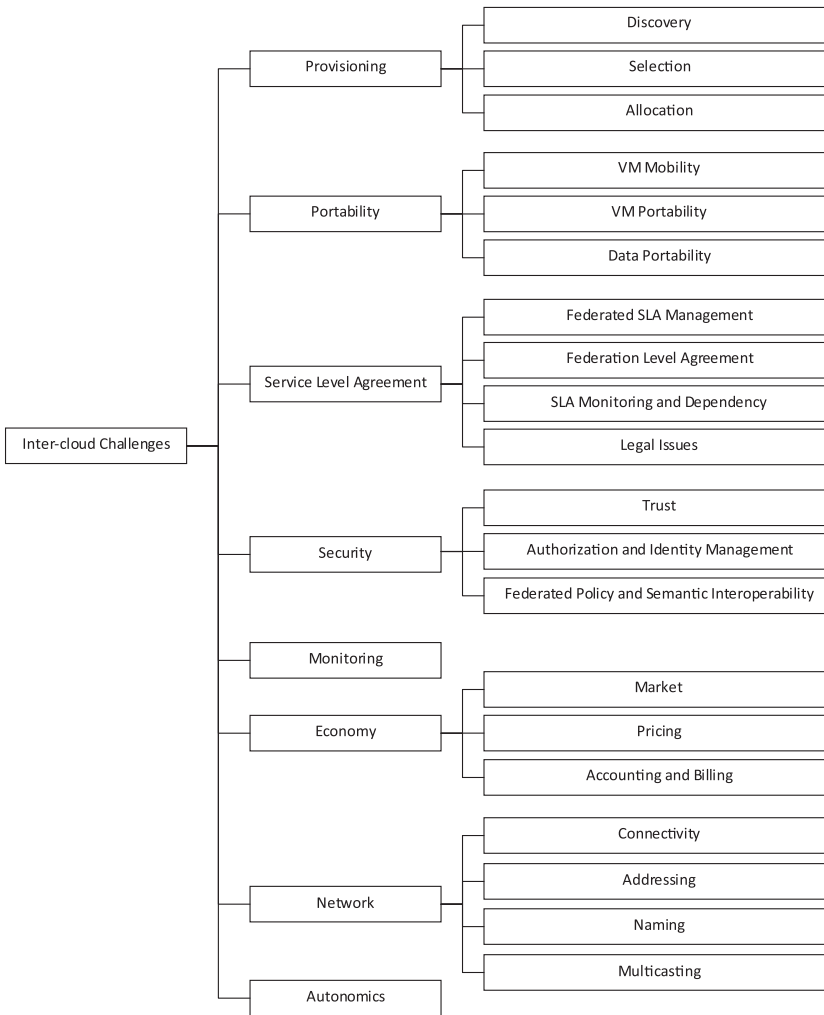 Inter-cloud Challenges
Provisioning
Discovery
Selection
Allocation
Portability
VM Mobility
VM Portability
Data Portability
Service Level Agreement
Federated SLA Management
Federation Level Agreement
SLA Monitoring and Dependency
Legal Issues
Security
Trust
Authorization and Identity Management
Federated Policy and Semantic Interoperability
Monitoring
Economy
Market
Pricing
Accounting and Billing
Network
Connectivity
Addressing
Naming
Multicasting
Autonomics